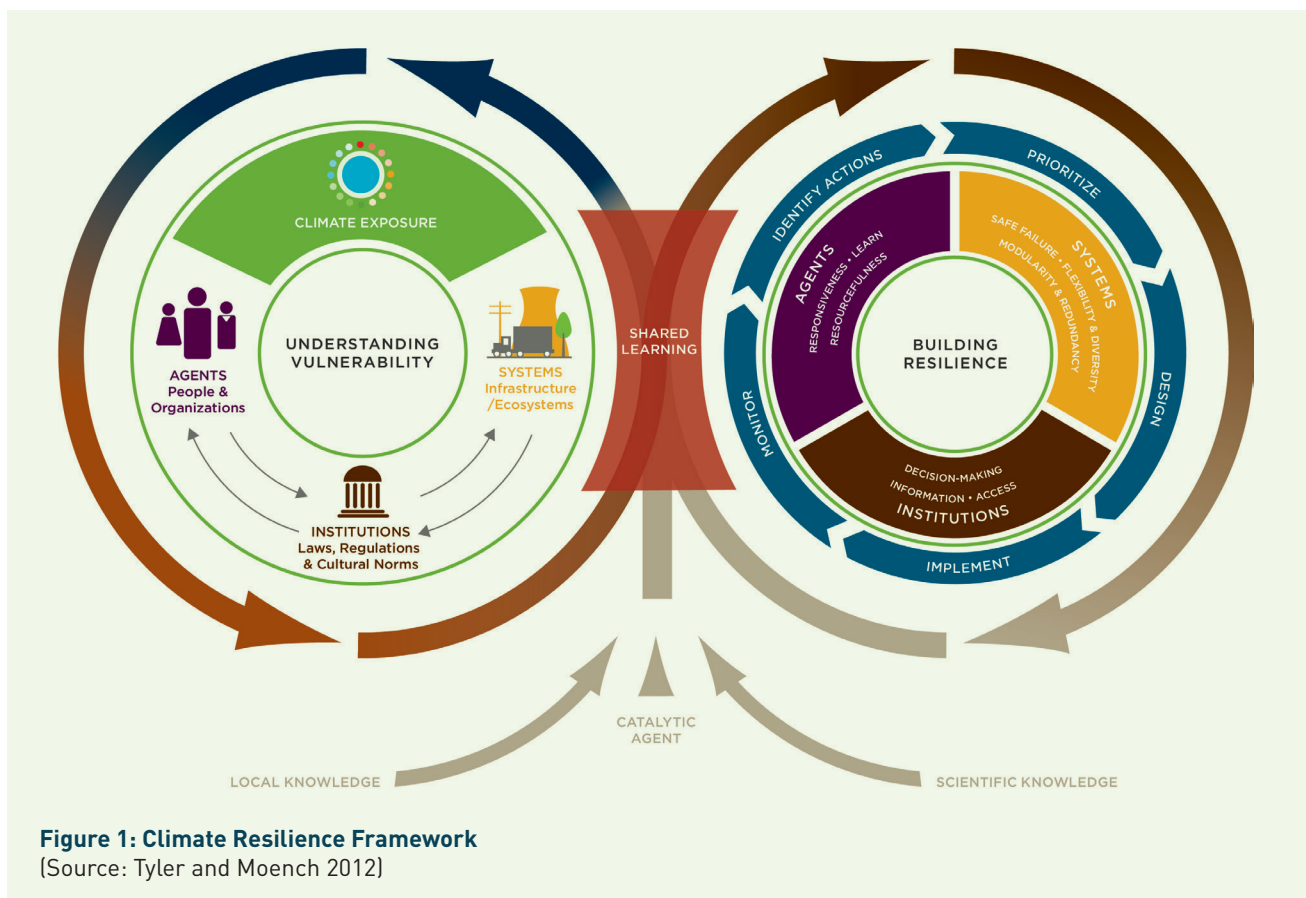 CLIMATE EXPOSURE
UNDERSTANDING
VULNERABILITY
AGENTS
People &
Organizations
SYSTEMS
Infrastructure
/Ecosystems
INSTITUTIONS
Laws, Regulations
& Cultural Norms
SHARED
LEARNING
IDENTIFY ACTIONS
PRIORITIZE
DESIGN
IMPLEMENT
MONITOR
AGENTS
RESPONSIVENESS • LEARN
RESOURCEFULNESS
SYSTEMS
SAFE FAILURE • FLEXIBILITY & DIVERSITY
MODULARITY & REDUNDANCY
BUILDING
RESILIENCE
DECISION-MAKING
INFORMATION • ACCESS
INSTITUTIONS
CATALYTIC
AGENT
LOCAL KNOWLEDGE
SCIENTIFIC KNOWLEDGE
Figure 1: Climate Resilience Framework
(Source: Tyler and Moench 2012)